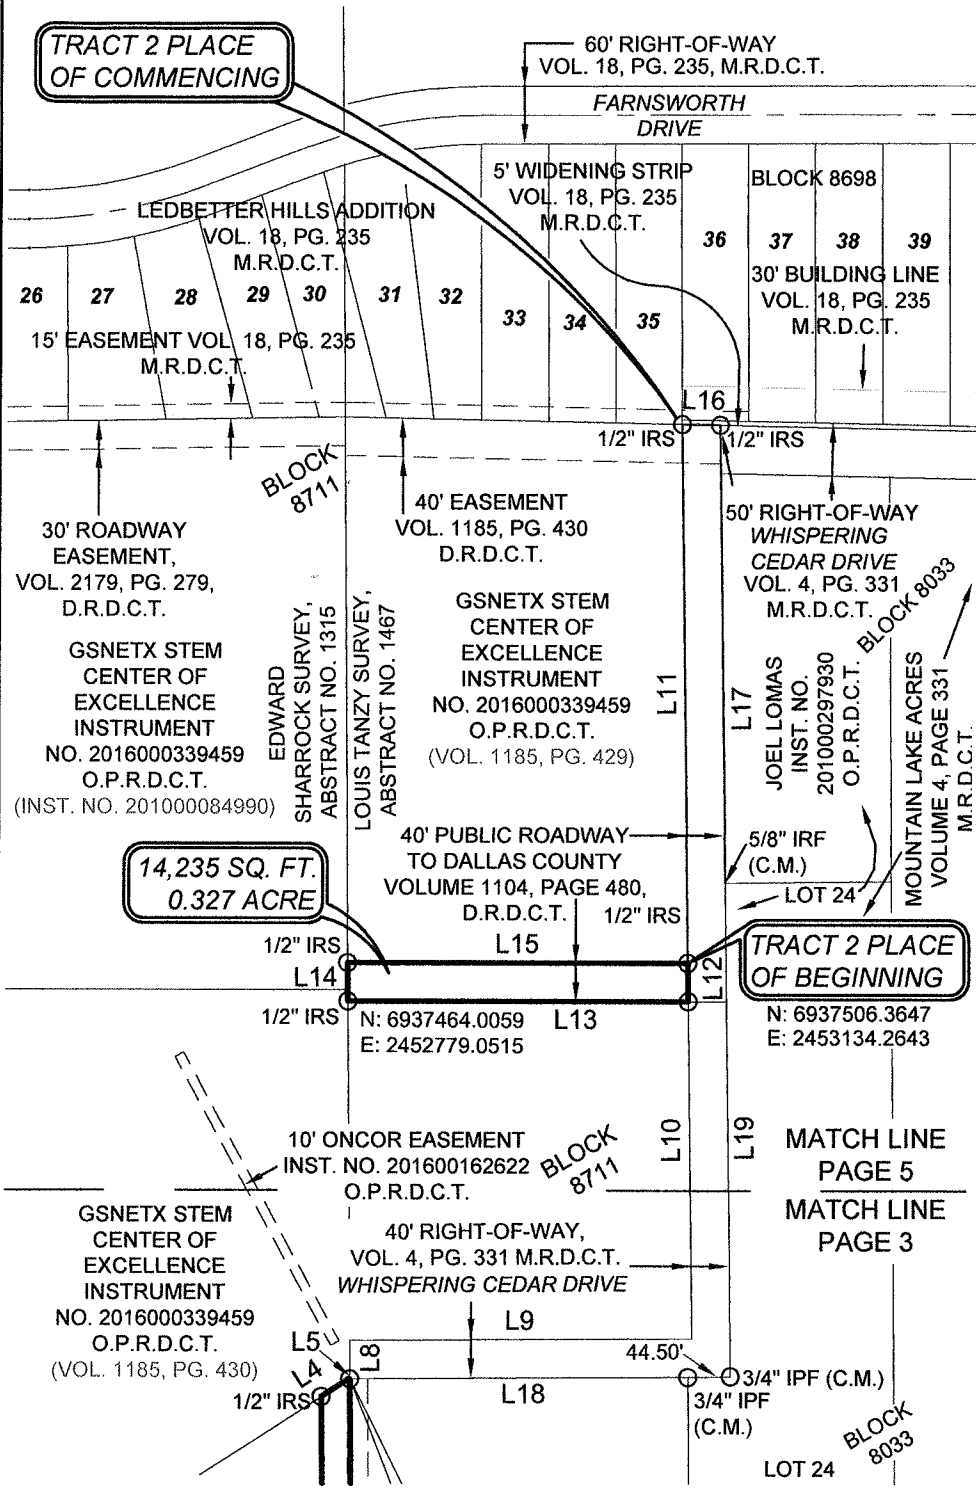 TRACT 2 PLACE
OF COMMENCING
60' RIGHT-OF-WAY
VOL. 18, PG. 235, M.R.D.C.T.
FARNSWORTH
DRIVE
5' WIDENING STRIP
VOL. 18, PG. 235
M.R.D.C.T.
BLOCK 8698
LEDBETTER HILLS ADDITION
VOL. 18, PG. 235
M.R.D.C.T.
36
37
38
39
30' BUILDING LINE
VOL. 18, PG. 235
M.R.D.C.T.
26
27
28
29
30
31
32
33
34
35
15' EASEMENT VOL. 18, PG. 235
M.R.D.C.T.
L16
1/2" IRS
1/2" IRS
BLOCK
8711
30' ROADWAY
EASEMENT,
VOL. 2179, PG. 279,
D.R.D.C.T.
40' EASEMENT
VOL. 1185, PG. 430
D.R.D.C.T.
50' RIGHT-OF-WAY
WHISPERING
CEDAR DRIVE
VOL. 4, PG. 331
M.R.D.C.T.
BLOCK 8033
GSNETX STEM
CENTER OF
EXCELLENCE
INSTRUMENT
NO. 2016000339459
O.P.R.D.C.T.
(INST. NO. 201000084990)
EDWARD
SHARROCK SURVEY,
ABSTRACT NO. 1315
LOUIS TANZY SURVEY,
ABSTRACT NO. 1467
GSNETX STEM
CENTER OF
EXCELLENCE
INSTRUMENT
NO. 2016000339459
O.P.R.D.C.T.
(VOL. 1185, PG. 429)
L11
L17
JOEL LOMAS
INST. NO.
201000297930
O.P.R.D.C.T.
MOUNTAIN LAKE ACRES
VOLUME 4, PAGE 331
M.R.D.C.T.
40' PUBLIC ROADWAY
TO DALLAS COUNTY
VOLUME 1104, PAGE 480,
D.R.D.C.T.
5/8" IRF
(C.M.)
LOT 24
14,235 SQ. FT.
0.327 ACRE
1/2" IRS
1/2" IRS
L15
L14
L12
TRACT 2 PLACE
OF BEGINNING
1/2" IRS
N: 6937464.0059
E: 2452779.0515
L13
N: 6937506.3647
E: 2453134.2643
10' ONCOR EASEMENT
INST. NO. 201600162622
O.P.R.D.C.T.
BLOCK
8711
L10
L19
MATCH LINE
PAGE 5
MATCH LINE
PAGE 3
GSNETX STEM
CENTER OF
EXCELLENCE
INSTRUMENT
NO. 2016000339459
O.P.R.D.C.T.
(VOL. 1185, PG. 430)
40' RIGHT-OF-WAY,
VOL. 4, PG. 331 M.R.D.C.T.
WHISPERING CEDAR DRIVE
L9
L5
L8
L4
1/2" IRS
L18
44.50'
3/4" IPF (C.M.)
3/4" IPF
(C.M.)
BLOCK
8033
LOT 24